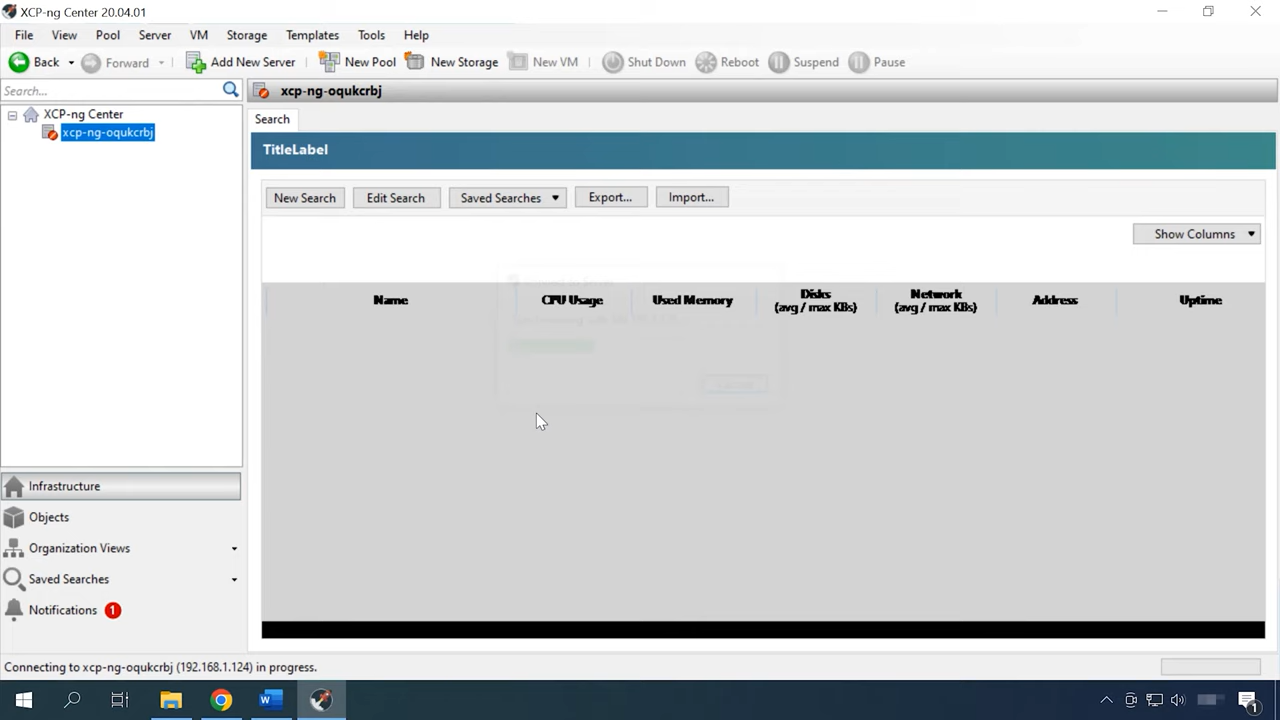 XCP-ng Center 20.04.01
File View Pool Server VM Storage Templates Tools Help
Back Forward Add New Server New Pool New Storage New VM Shut Down Reboot Suspend Pause
Search...
xcp-ng-oqukcrbj
XCP-ng Center
xcp-ng-oqukcrbj
Search
TitleLabel
New Search Edit Search Saved Searches Export... Import...
Show Columns
Name CPU Usage Used Memory Disks (avg / max KBs) Network (avg / max KBs) Address Uptime
Infrastructure
Objects
Organization Views
Saved Searches
Notifications 1
Connecting to xcp-ng-oqukcrbj (192.168.1.124) in progress.
W
1